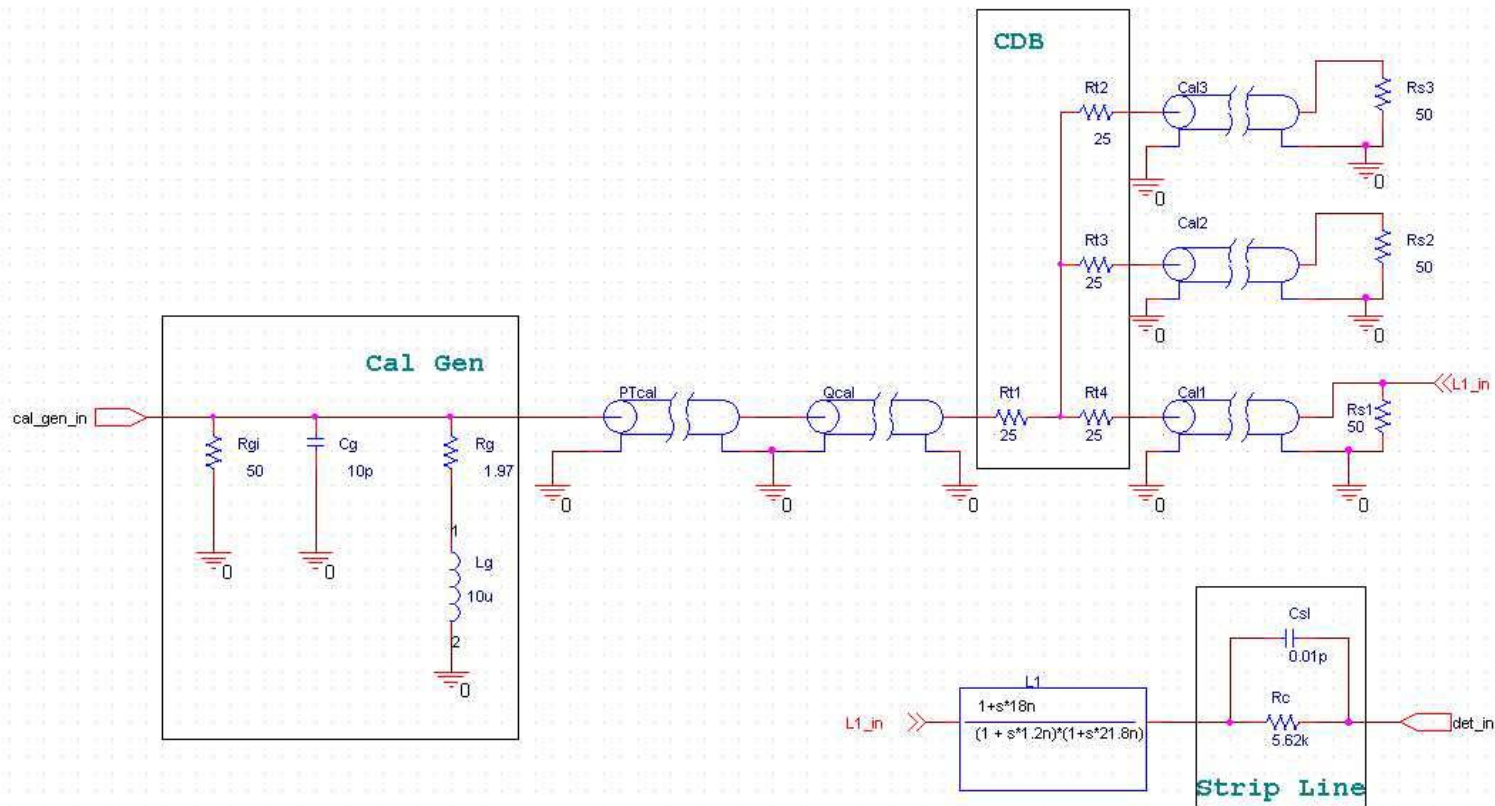 CDB
Rt2
25
Cal3
Rs3
50
0
0
Rt3
25
Cal2
Rs2
50
0
0
Cal Gen
cal_gen_in
Rgi
50
0
Cg
10p
0
Rg
1.97
1
Lg
10u
2
0
PTcal
0
Qcal
0
0
Rt1
25
Rt4
25
Cal1
0
Rs1
50
0
L1_in
L1_in
L1
1+s*18n
(1 + s*1.2n)*(1+s*21.8n)
Csl
0.01p
Rc
5.62k
det_in
Strip Line